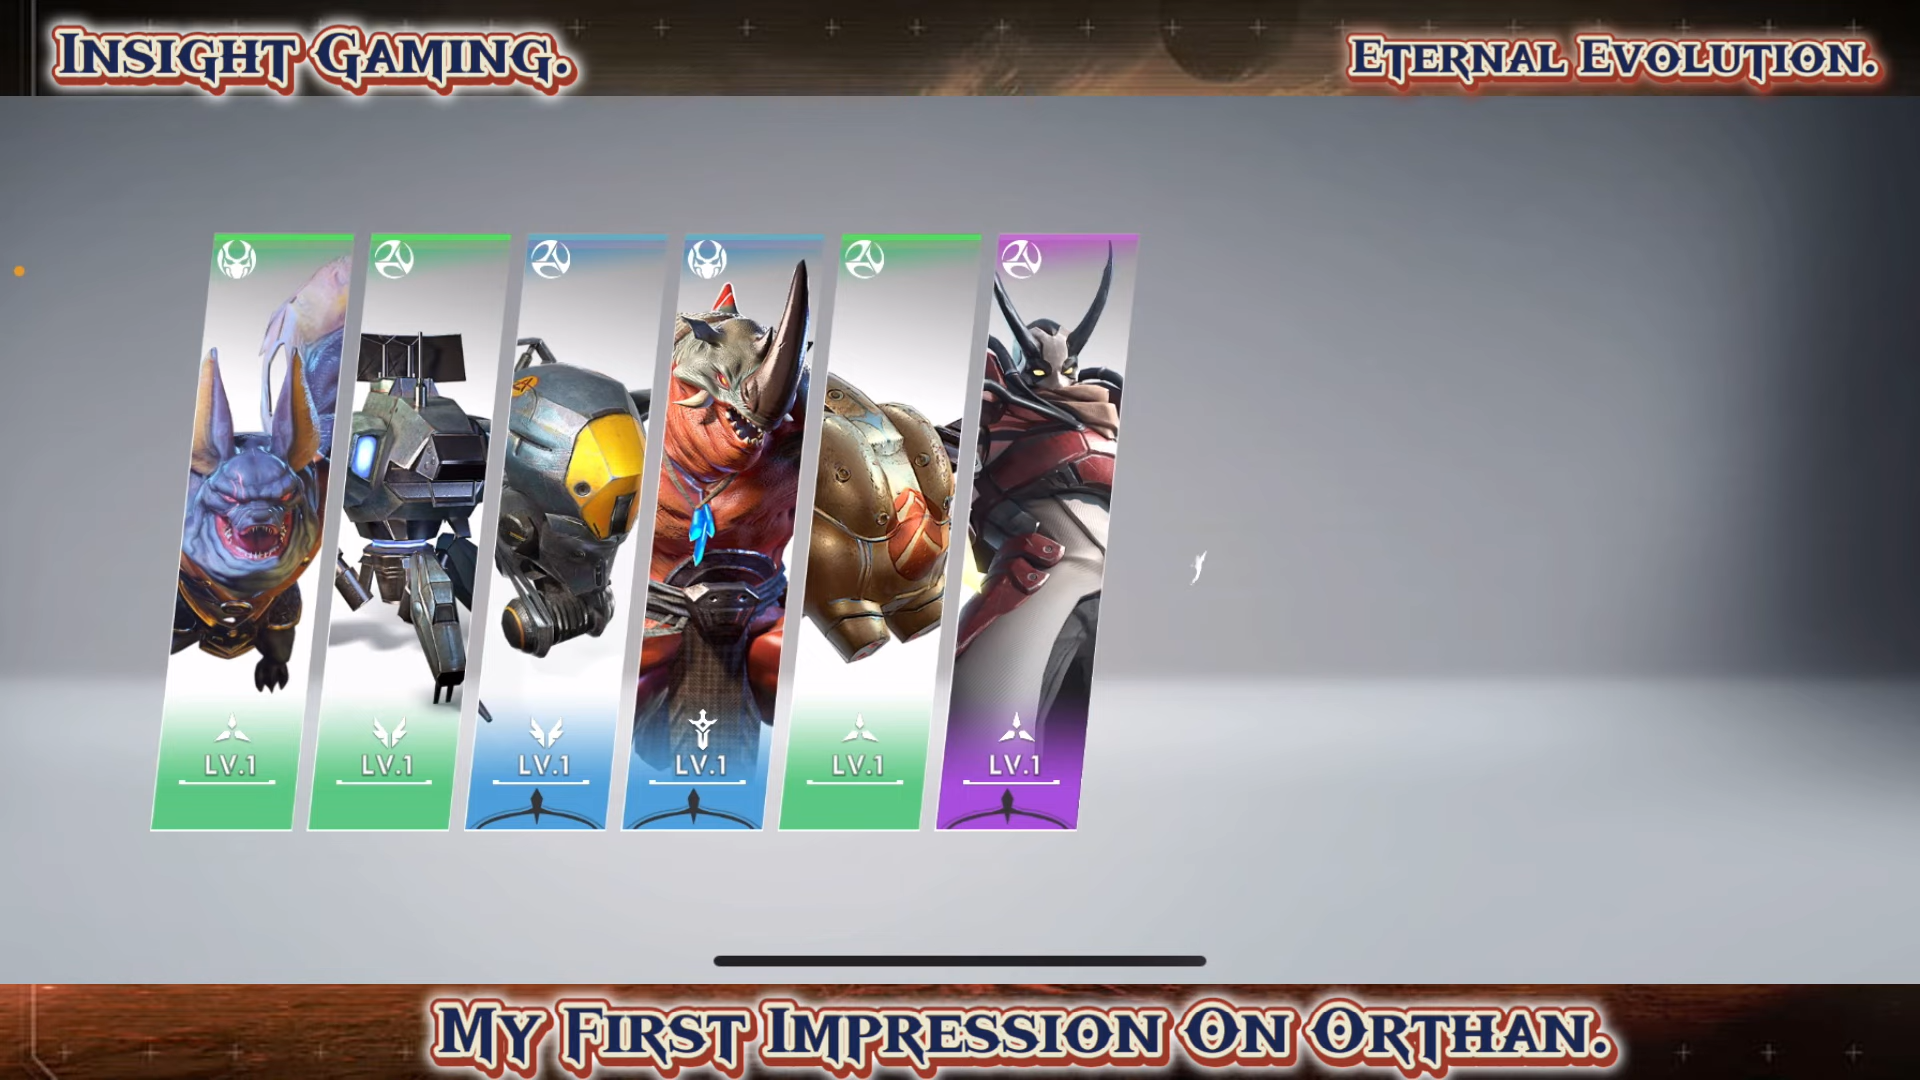 Insight Gaming.
Eternal Evolution.
LV.1
LV.1
LV.1
LV.1
LV.1
LV.1
My First Impression On Orthan.